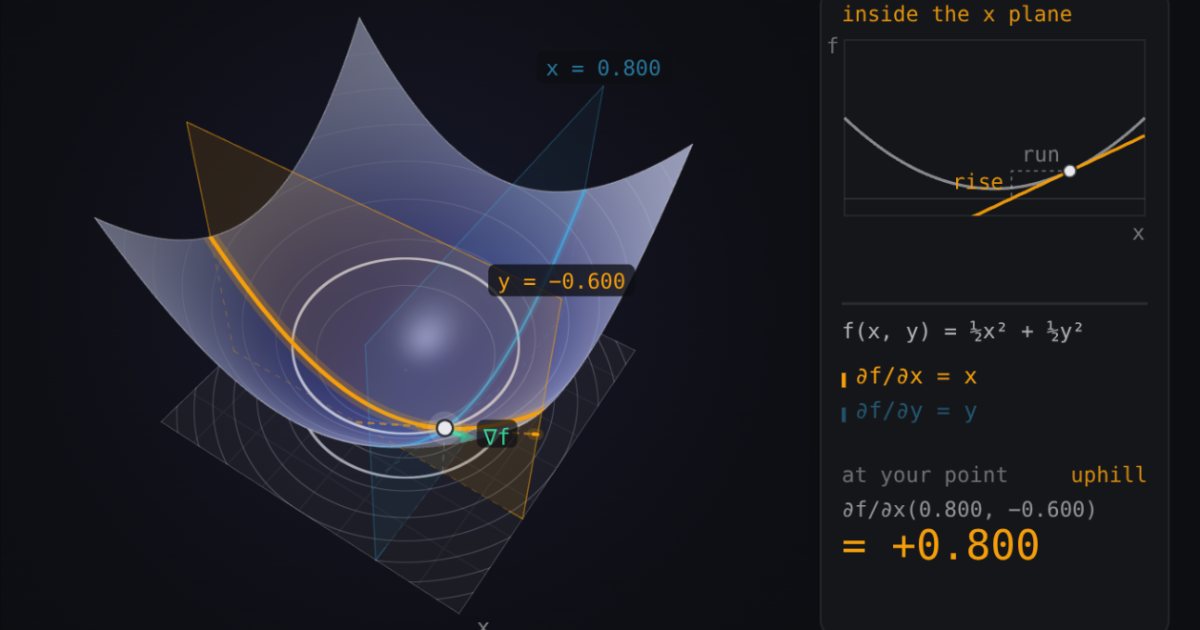 x = 0.800
y = −0.600
∇f
x
inside the x plane
f
run
rise
x
f(x, y) = ½x² + ½y²
∂f/∂x = x
∂f/∂y = y
at your point uphill
∂f/∂x(0.800, −0.600)
= +0.800